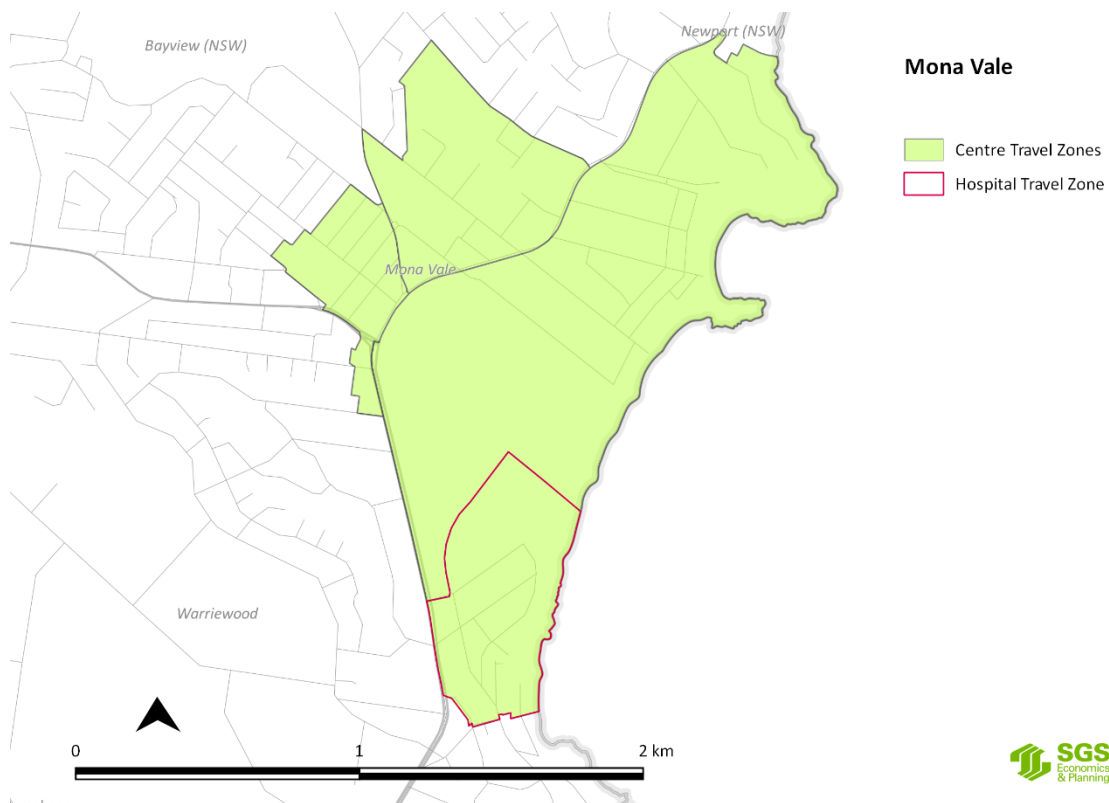 Bayview (NSW)
Newport (NSW)
Mona Vale
Centre Travel Zones
Hospital Travel Zone
Mona Vale
Warriewood
0
1
2 km
SGS
Economics
& Planning